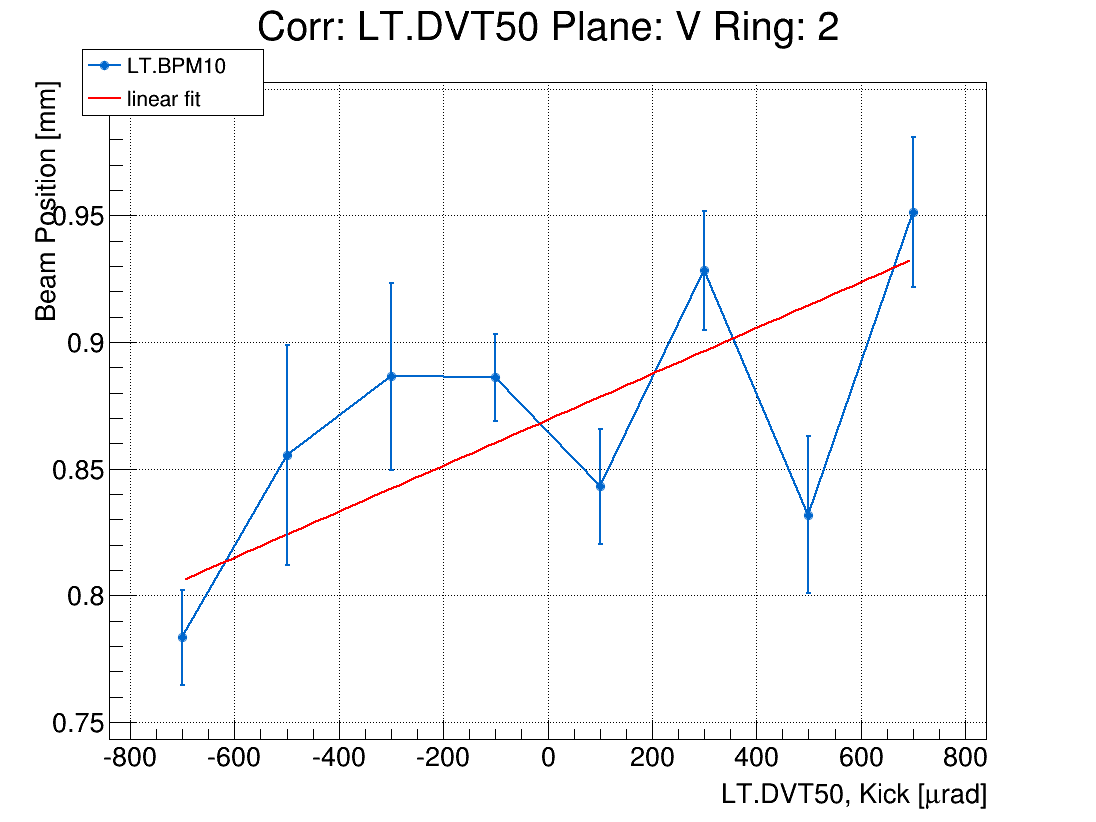 Corr: LT.DVT50 Plane: V Ring: 2
LT.BPM10
linear fit
Beam Position [mm]
0.95
0.9
0.85
0.8
0.75
-800 -600 -400 -200 0 200 400 600 800
LT.DVT50, Kick [μrad]